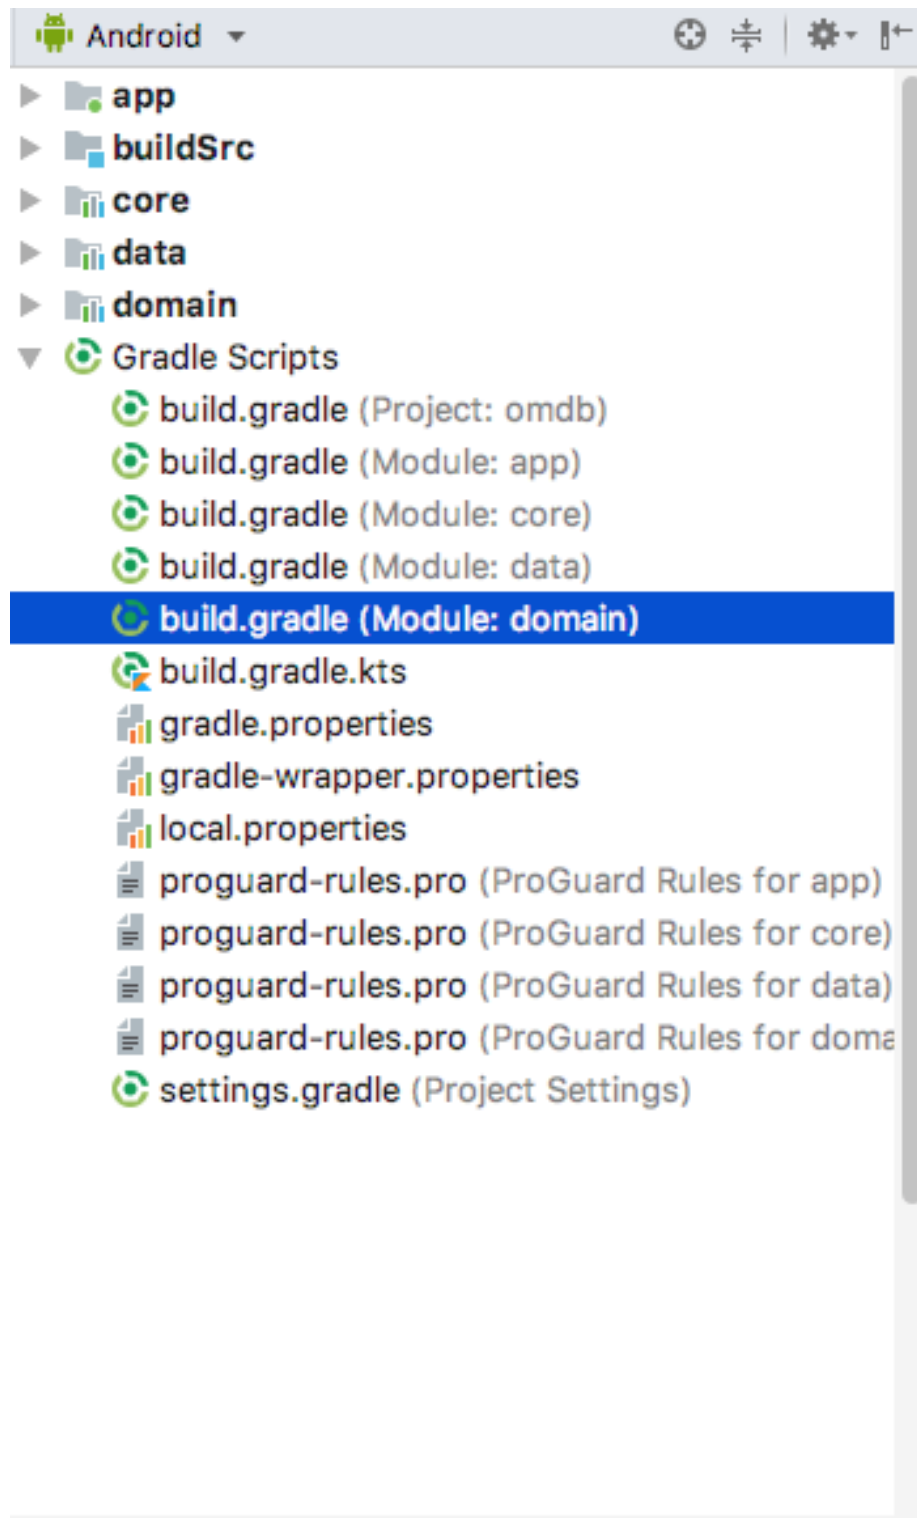 Android
app
buildSrc
core
data
domain
Gradle Scripts
build.gradle (Project: omdb)
build.gradle (Module: app)
build.gradle (Module: core)
build.gradle (Module: data)
build.gradle (Module: domain)
build.gradle.kts
gradle.properties
gradle-wrapper.properties
local.properties
proguard-rules.pro (ProGuard Rules for app)
proguard-rules.pro (ProGuard Rules for core)
proguard-rules.pro (ProGuard Rules for data)
proguard-rules.pro (ProGuard Rules for doma
settings.gradle (Project Settings)